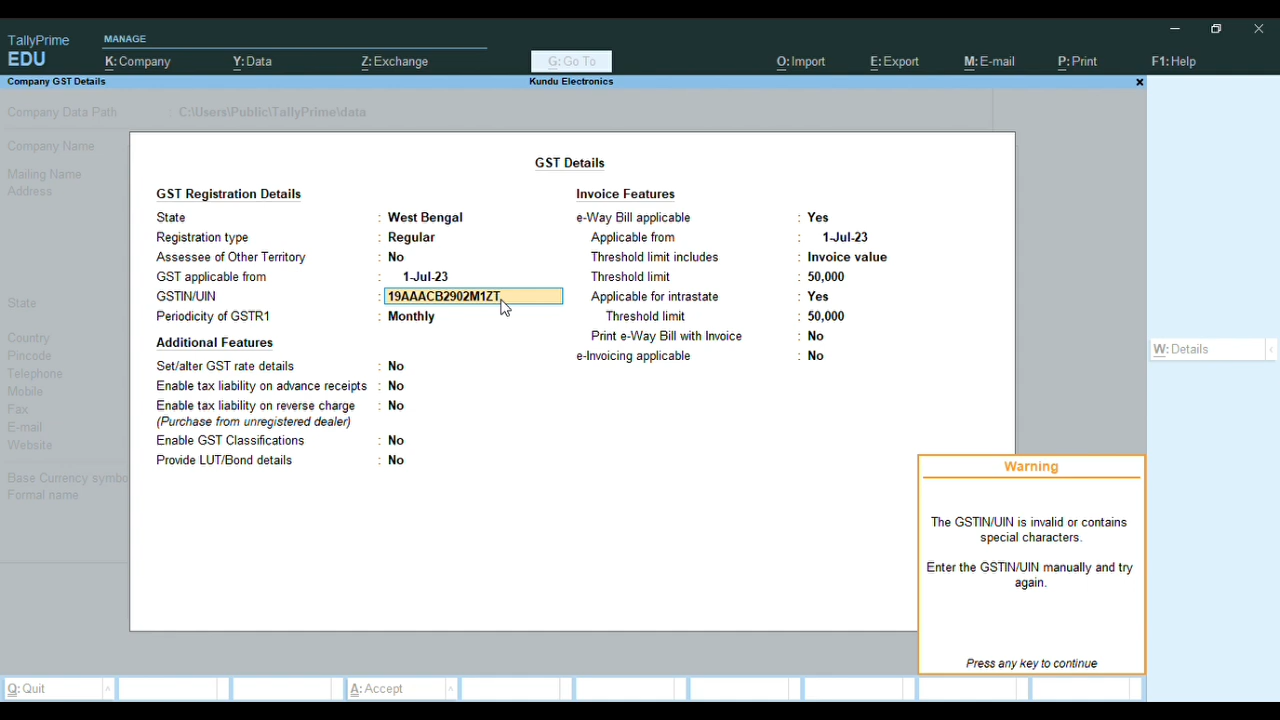 TallyPrime
EDU
MANAGE
K: Company
Y: Data
Z: Exchange
G: Go To
O: Import
E: Export
M: E-mail
P: Print
F1: Help
Company GST Details
Kundu Electronics
×
Company Data Path : C:\Users\Public\TallyPrime\data
Company Name
Mailing Name
Address
State
Country
Pincode
Telephone
Mobile
Fax
E-mail
Website
Base Currency symbo
Formal name
GST Details
GST Registration Details
State : West Bengal
Registration type : Regular
Assessee of Other Territory : No
GST applicable from : 1-Jul-23
GSTIN/UIN : 19AAACB2902M1ZT
Periodicity of GSTR1 : Monthly
Additional Features
Set/alter GST rate details : No
Enable tax liability on advance receipts : No
Enable tax liability on reverse charge : No
(Purchase from unregistered dealer)
Enable GST Classifications : No
Provide LUT/Bond details : No
Invoice Features
e-Way Bill applicable : Yes
Applicable from : 1-Jul-23
Threshold limit includes : Invoice value
Threshold limit : 50,000
Applicable for intrastate : Yes
Threshold limit : 50,000
Print e-Way Bill with Invoice : No
e-Invoicing applicable : No
W: Details
Warning
The GSTIN/UIN is invalid or contains
special characters.
Enter the GSTIN/UIN manually and try
again.
Press any key to continue
Q: Quit
A: Accept